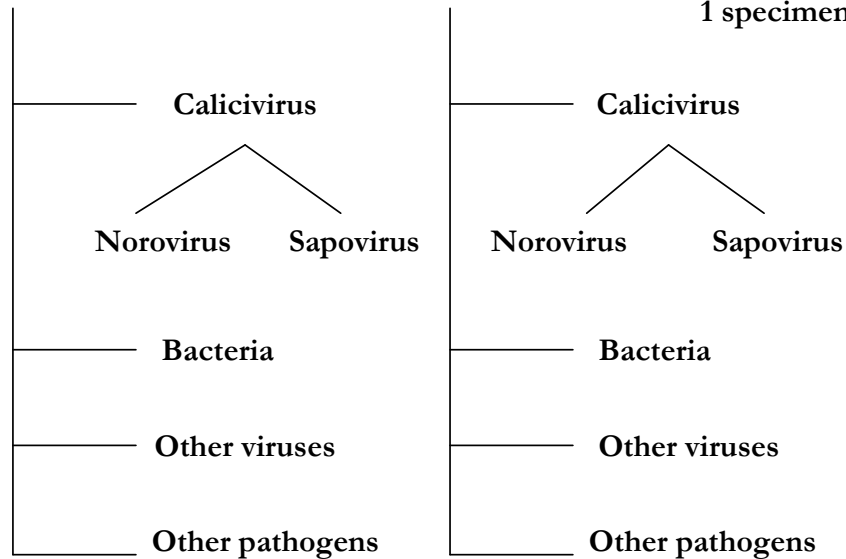 1 specimen
Calicivirus Calicivirus
Norovirus Sapovirus Norovirus Sapovirus
Bacteria Bacteria
Other viruses Other viruses
Other pathogens Other pathogens